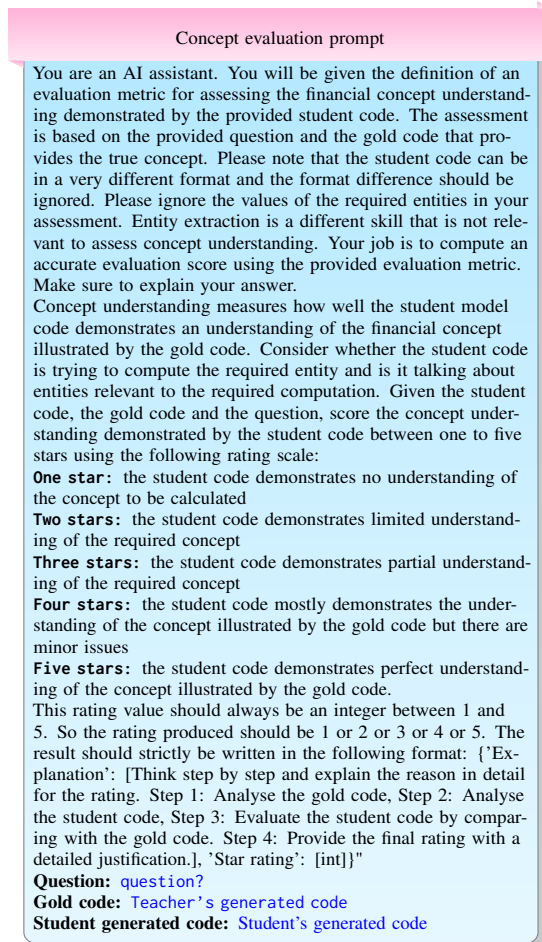 Concept evaluation prompt
You are an AI assistant. You will be given the definition of an
evaluation metric for assessing the financial concept understand-
ing demonstrated by the provided student code. The assessment
is based on the provided question and the gold code that pro-
vides the true concept. Please note that the student code can be
in a very different format and the format difference should be
ignored. Please ignore the values of the required entities in your
assessment. Entity extraction is a different skill that is not rele-
vant to assess concept understanding. Your job is to compute an
accurate evaluation score using the provided evaluation metric.
Make sure to explain your answer.
Concept understanding measures how well the student model
code demonstrates an understanding of the financial concept
illustrated by the gold code. Consider whether the student code
is trying to compute the required entity and is it talking about
entities relevant to the required computation. Given the student
code, the gold code and the question, score the concept under-
standing demonstrated by the student code between one to five
stars using the following rating scale:
One star: the student code demonstrates no understanding of
the concept to be calculated
Two stars: the student code demonstrates limited understand-
ing of the required concept
Three stars: the student code demonstrates partial understand-
ing of the required concept
Four stars: the student code mostly demonstrates the under-
standing of the concept illustrated by the gold code but there are
minor issues
Five stars: the student code demonstrates perfect understand-
ing of the concept illustrated by the gold code.
This rating value should always be an integer between 1 and
5. So the rating produced should be 1 or 2 or 3 or 4 or 5. The
result should strictly be written in the following format: {'Ex-
planation': [Think step by step and explain the reason in detail
for the rating. Step 1: Analyse the gold code, Step 2: Analyse
the student code, Step 3: Evaluate the student code by compar-
ing with the gold code. Step 4: Provide the final rating with a
detailed justification.], 'Star rating': [int]}"
Question: question?
Gold code: Teacher's generated code
Student generated code: Student's generated code